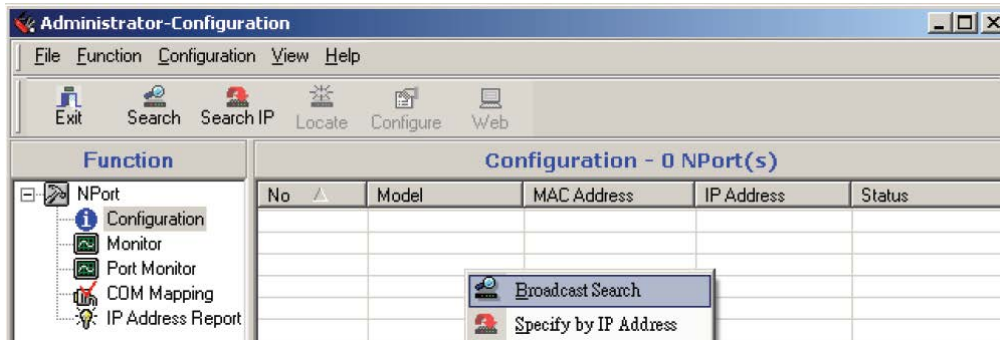 Administrator-Configuration
File Function Configuration View Help
Exit Search Search IP Locate Configure Web
Function
Configuration - 0 NPort(s)
No Model MAC Address IP Address Status
NPort
Configuration
Monitor
Port Monitor
COM Mapping
IP Address Report
Broadcast Search
Specify by IP Address